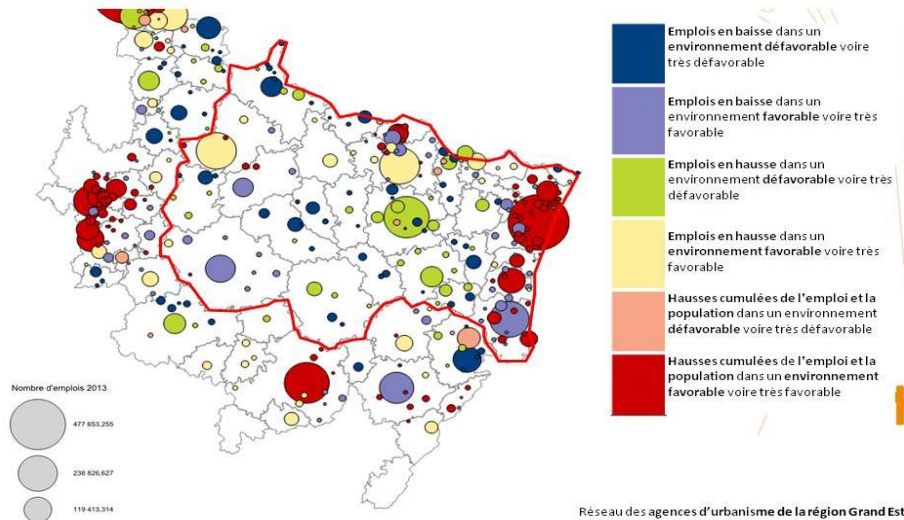 Emplois en baisse dans un
environnement défavorable voire
très défavorable
Emplois en baisse dans un
environnement favorable voire très
favorable
Emplois en hausse dans un
environnement défavorable voire très
défavorable
Emplois en hausse dans un
environnement favorable voire très
favorable
Hausses cumulées de l'emploi et la
population dans un environnement
défavorable voire très défavorable
Hausses cumulées de l'emploi et la
population dans un environnement
favorable voire très favorable
Nombre d'emplois 2013
477 653,255
238 826,627
119 413,314
Réseau des agences d'urbanisme de la région Grand Est